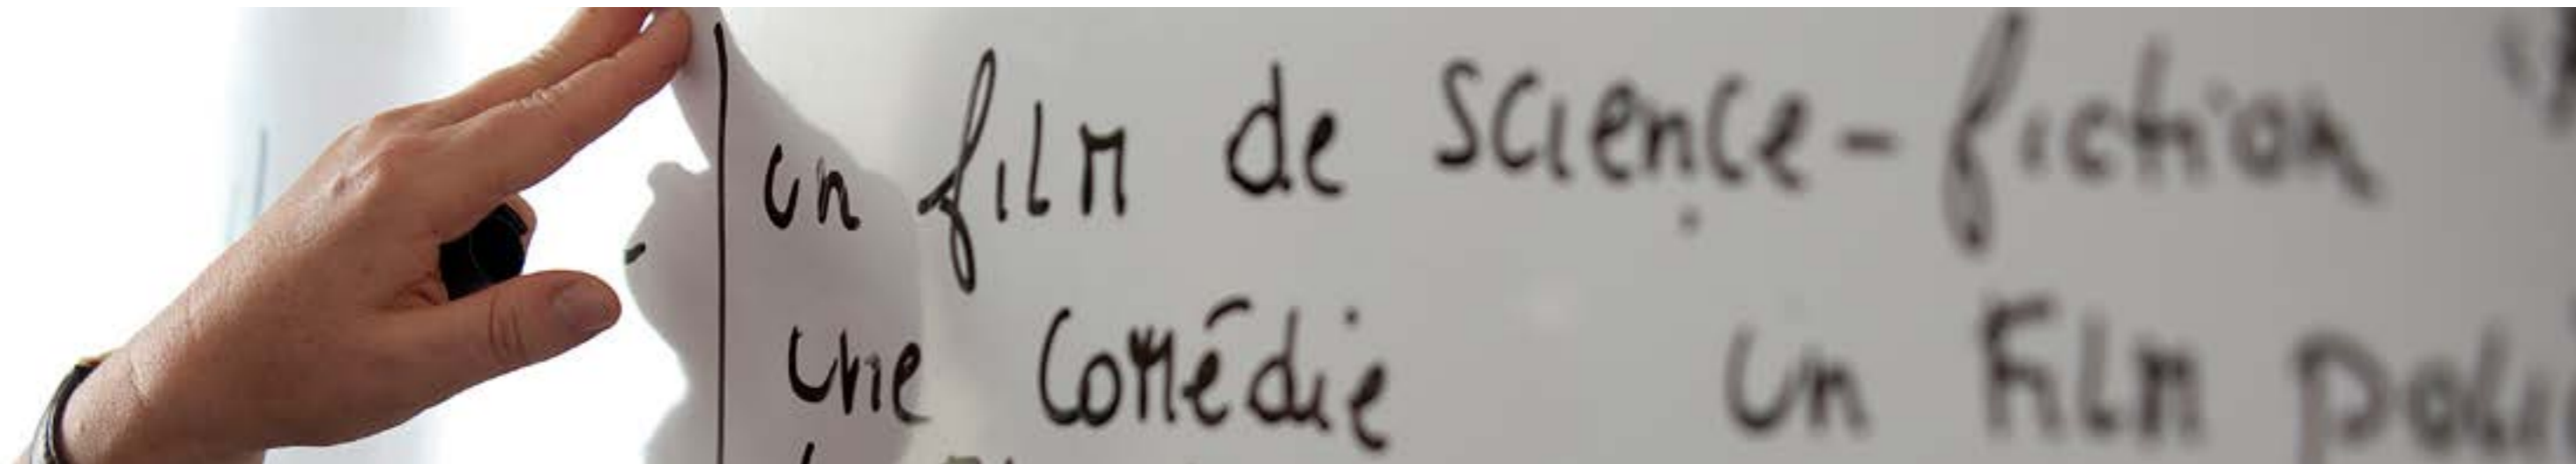 un film de science-fiction
une comédie un film